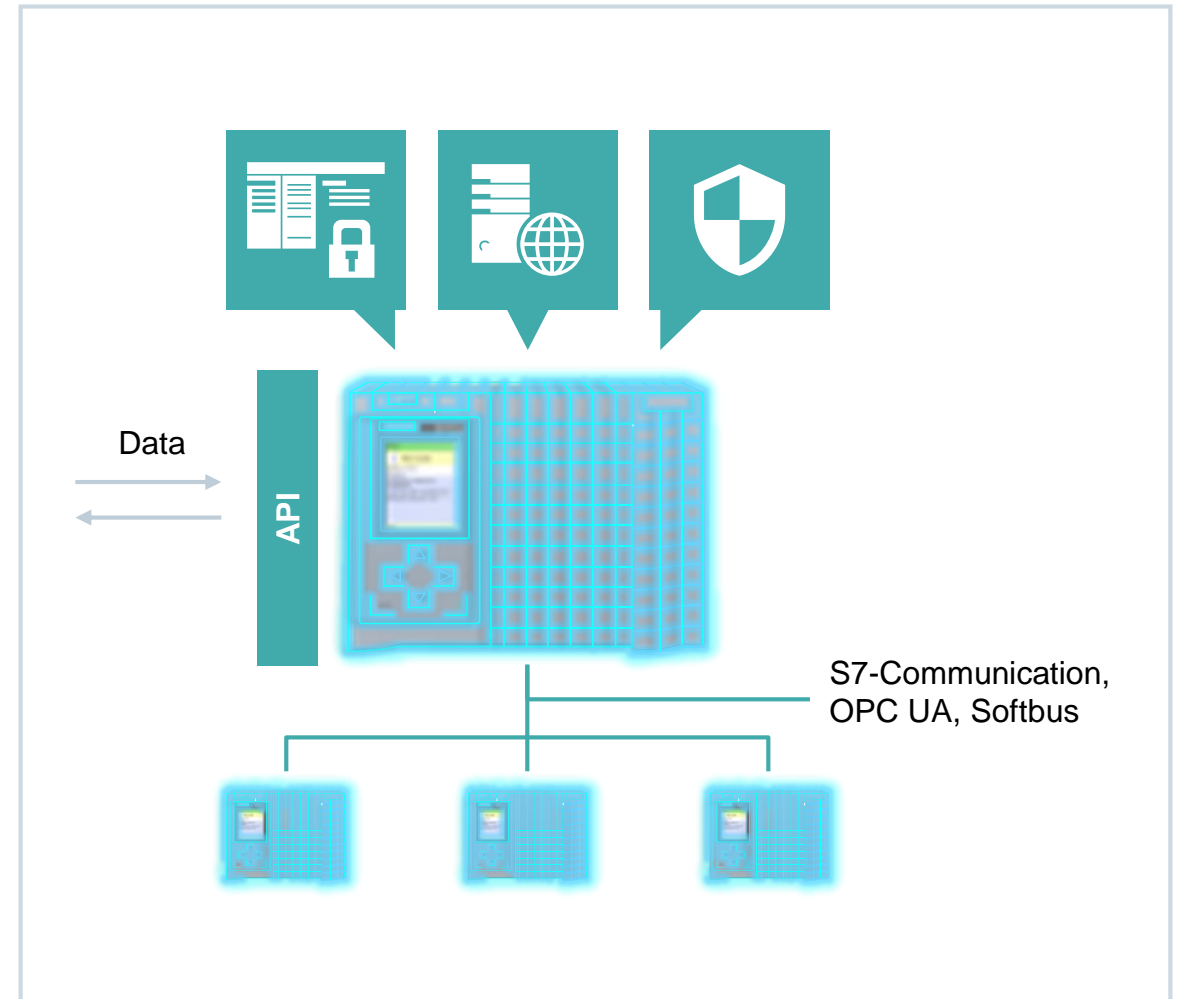 Data
API
S7-Communication,
OPC UA, Softbus